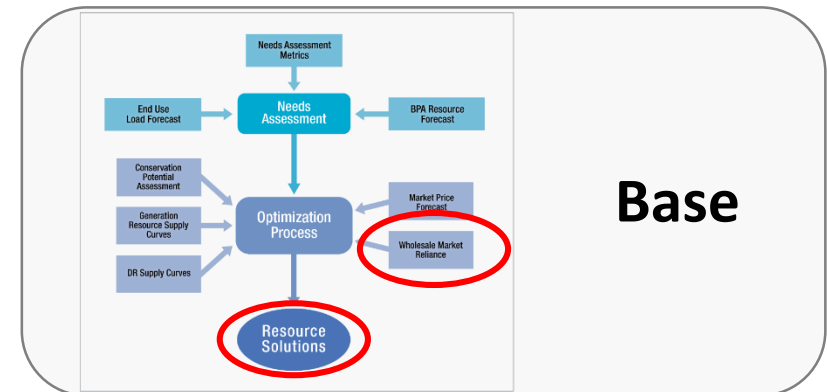 Needs Assessment
Metrics
End Use
Load Forecast
Needs
Assessment
BPA Resource
Forecast
Conservation
Potential
Assessment
Generation
Resource Supply
Curves
DR Supply Curves
Optimization
Process
Market Price
Forecast
Wholesale Market
Reliance
Resource
Solutions
Base